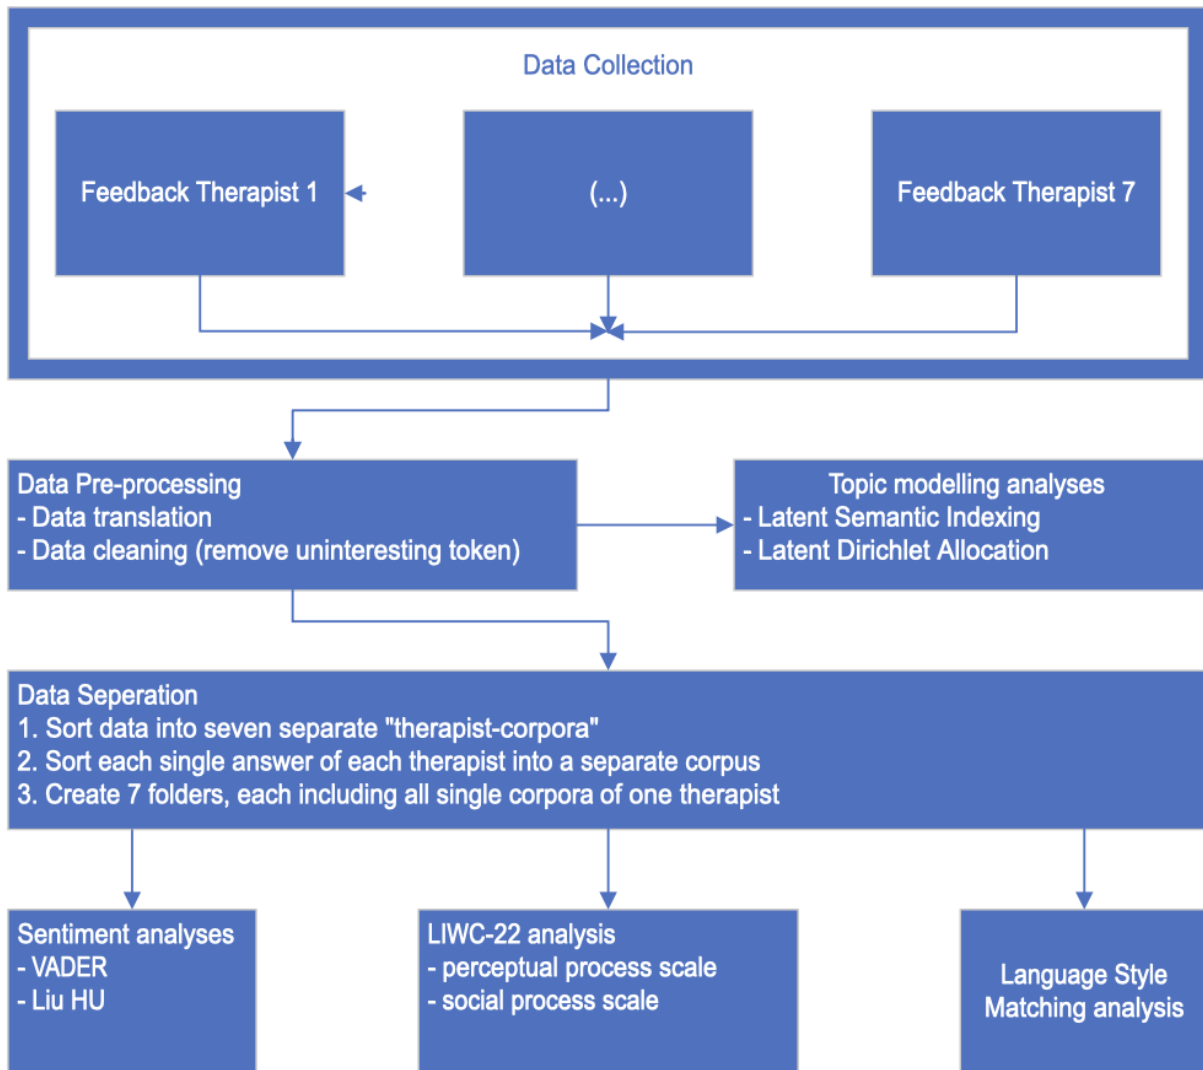 Data Collection
Feedback Therapist 1
(...)
Feedback Therapist 7
Data Pre-processing
- Data translation
- Data cleaning (remove uninteresting token)
Topic modelling analyses
- Latent Semantic Indexing
- Latent Dirichlet Allocation
Data Seperation
1. Sort data into seven separate "therapist-corpora"
2. Sort each single answer of each therapist into a separate corpus
3. Create 7 folders, each including all single corpora of one therapist
Sentiment analyses
- VADER
- Liu HU
LIWC-22 analysis
- perceptual process scale
- social process scale
Language Style
Matching analysis